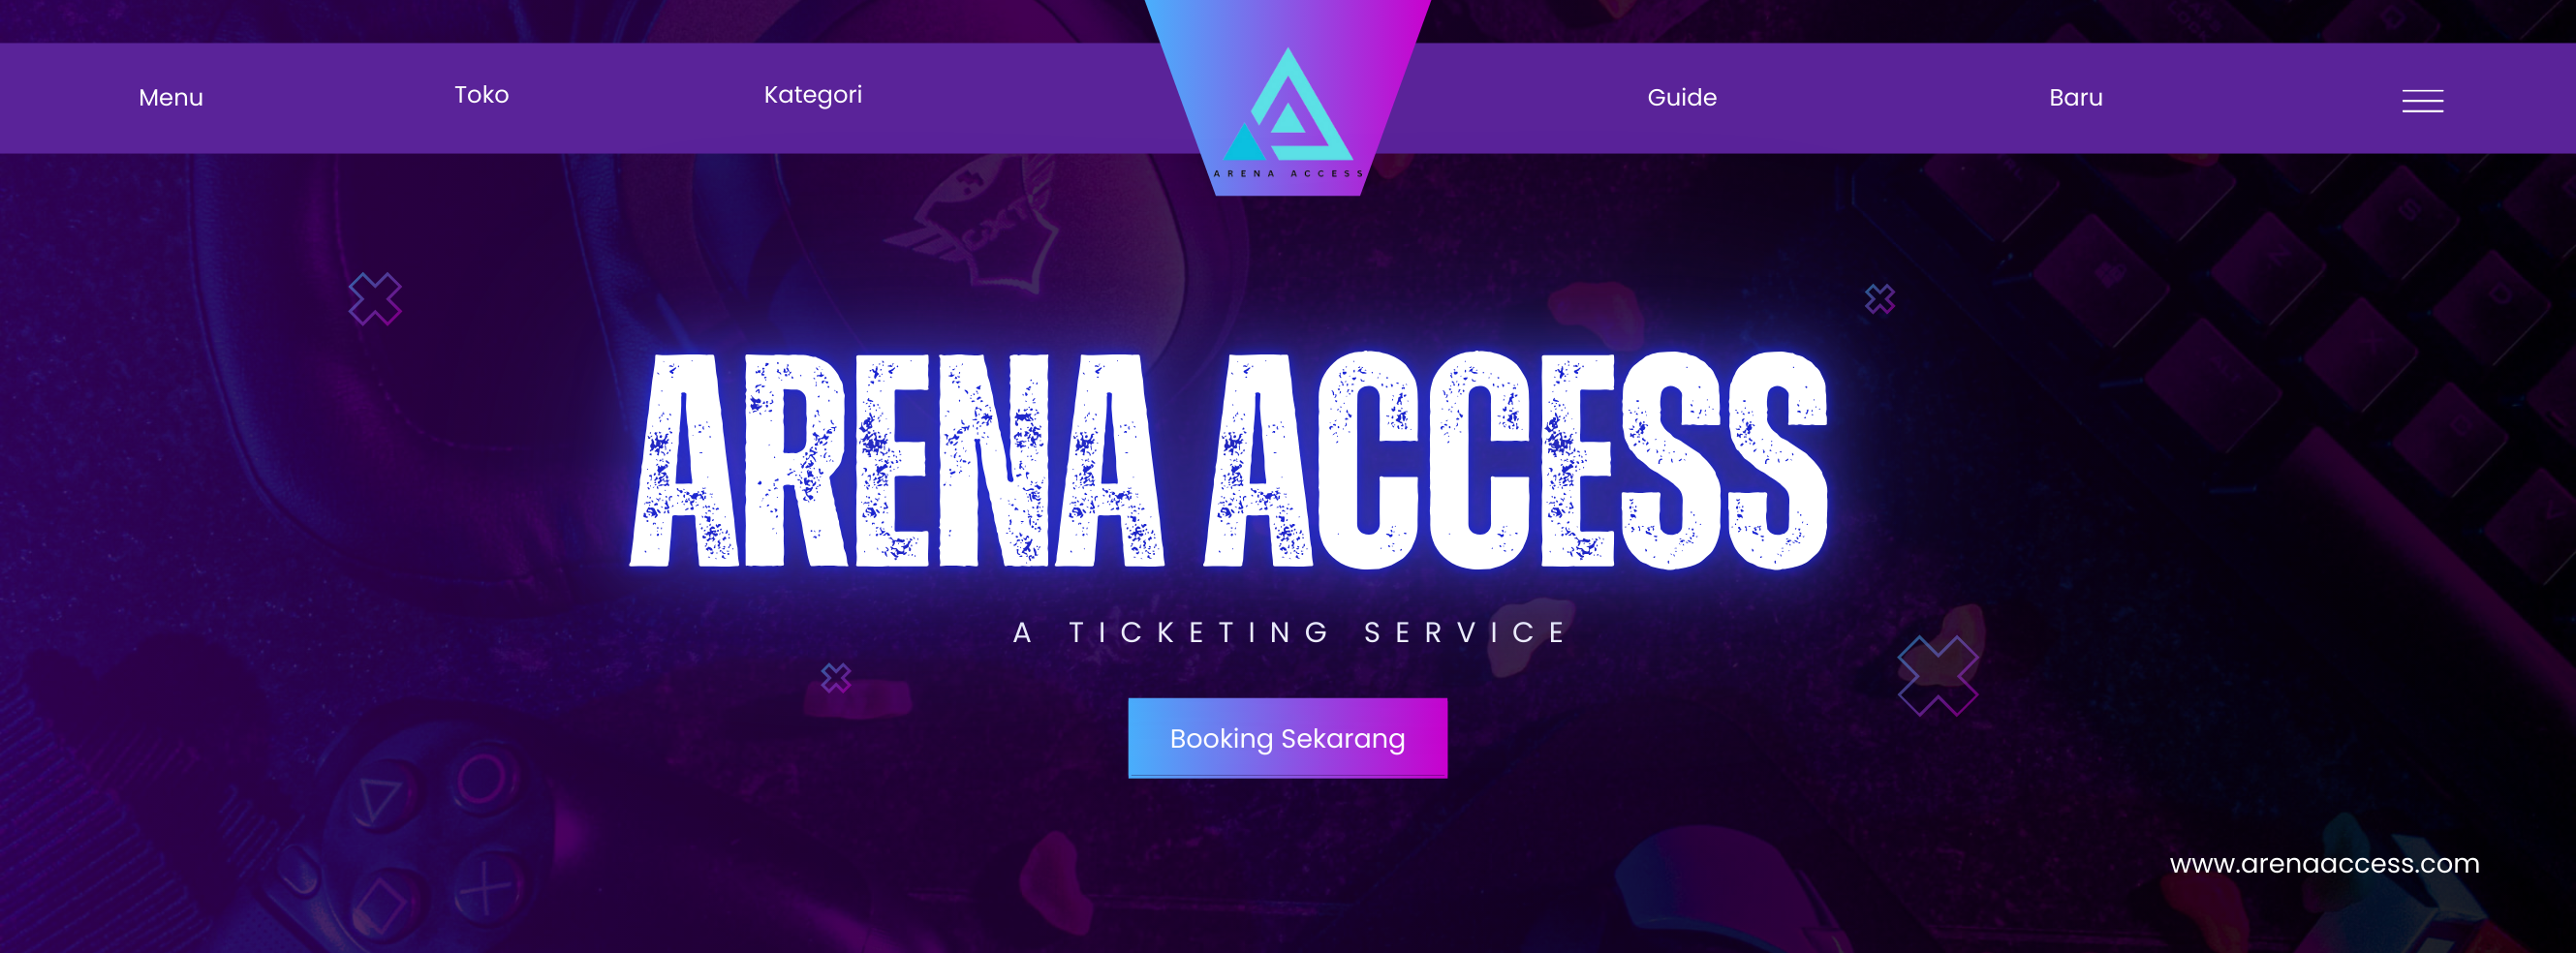 Menu Toko Kategori Guide Baru
ARENA ACCESS
ARENA ACCESS
A TICKETING SERVICE
Booking Sekarang
www.arenaaccess.com